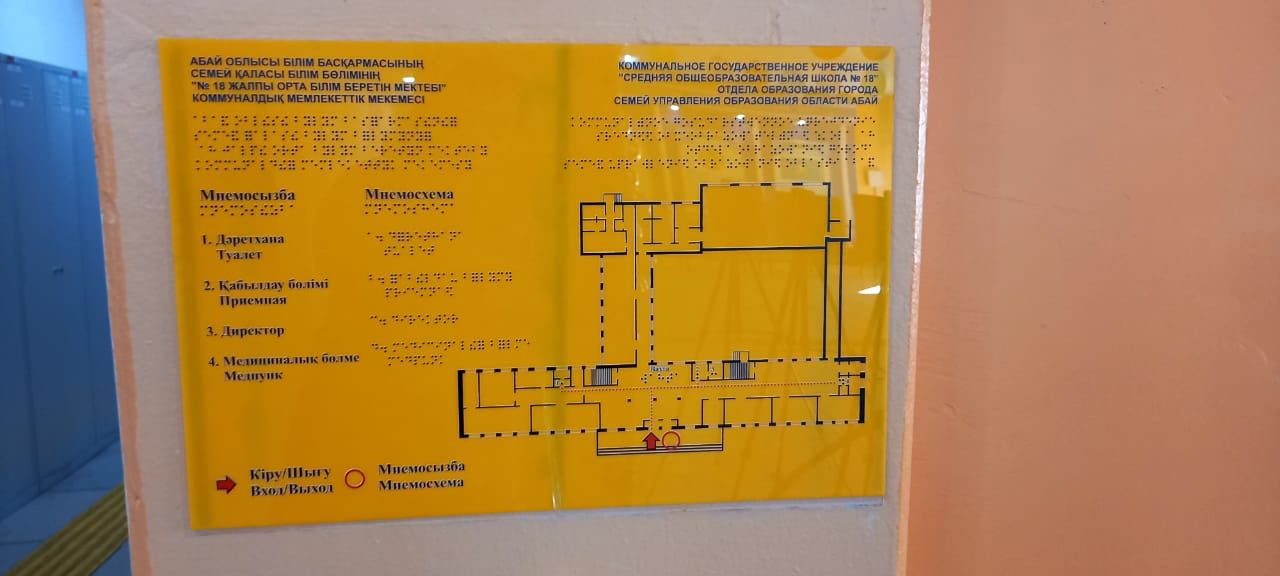 АБАЙ ОБЛЫСЫ БІЛІМ БАСҚАРМАСЫНЫҢ
СЕМЕЙ ҚАЛАСЫ БІЛІМ БӨЛІМІНІҢ
"№ 18 ЖАЛПЫ ОРТА БІЛІМ БЕРЕТІН МЕКТЕБІ"
КОММУНАЛДЫҚ МЕМЛЕКЕТТІК МЕКЕМЕСІ
КОММУНАЛЬНОЕ ГОСУДАРСТВЕННОЕ УЧРЕЖДЕНИЕ
"СРЕДНЯЯ ОБЩЕОБРАЗОВАТЕЛЬНАЯ ШКОЛА № 18"
ОТДЕЛА ОБРАЗОВАНИЯ ГОРОДА
СЕМЕЙ УПРАВЛЕНИЯ ОБРАЗОВАНИЯ ОБЛАСТИ АБАЙ
Мнемосызба
Мнемосхема
1. Дәретхана
Туалет
2. Қабылдау бөлімі
Приемная
3. Директор
4. Медициналық бөлме
Медпунк
Кіру/Шығу
Вход/Выход
Мнемосызба
Мнемосхема